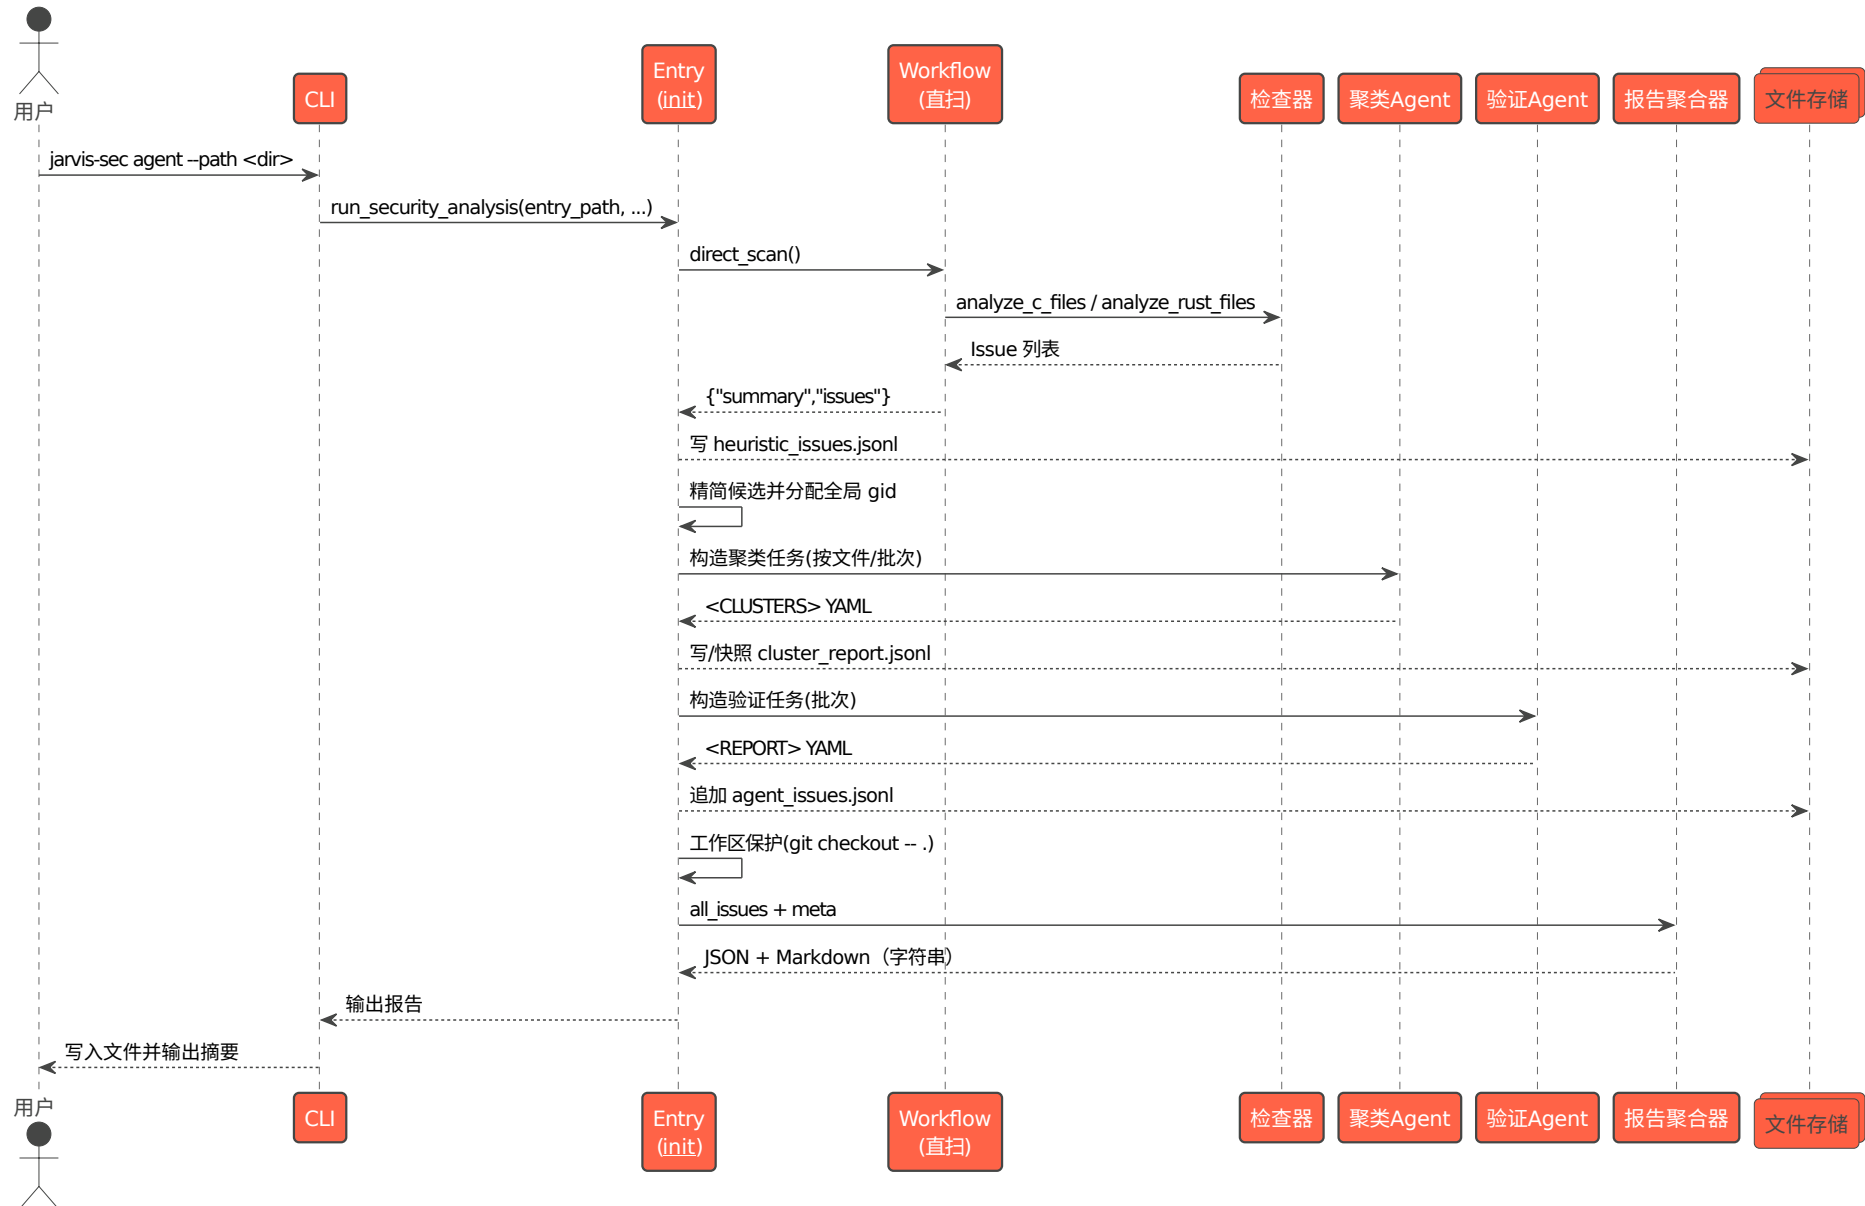 用户
CLI
Entry
(init)
Workflow
(直扫)
检查器
聚类Agent
验证Agent
报告聚合器
文件存储
jarvis-sec agent --path <dir>
run_security_analysis(entry_path, ...)
direct_scan()
analyze_c_files / analyze_rust_files
Issue 列表
{"summary","issues"}
写 heuristic_issues.jsonl
精简候选并分配全局 gid
构造聚类任务(按文件/批次)
<CLUSTERS> YAML
写/快照 cluster_report.jsonl
构造验证任务(批次)
<REPORT> YAML
追加 agent_issues.jsonl
工作区保护(git checkout -- .)
all_issues + meta
JSON + Markdown（字符串）
输出报告
写入文件并输出摘要
用户
CLI
Entry
(init)
Workflow
(直扫)
检查器
聚类Agent
验证Agent
报告聚合器
文件存储